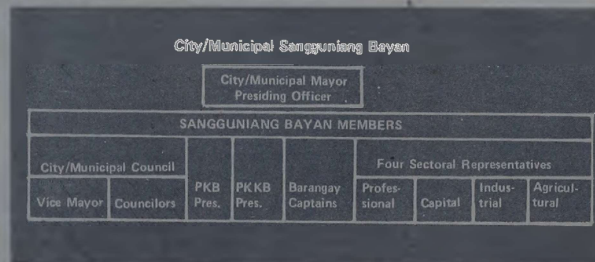 City/Municipal Sangguniang Bayan
City/Municipal Mayor
Presiding Officer
SANGGUNIANG BAYAN MEMBERS
City/Municipal Council
Four Sectoral Representatives
Vice Mayor
Councilors
PKB
Pres.
PKKB
Pres.
Barangay
Captains
Profes-
sional
Capital
Indus-
trial
Agricul-
tural